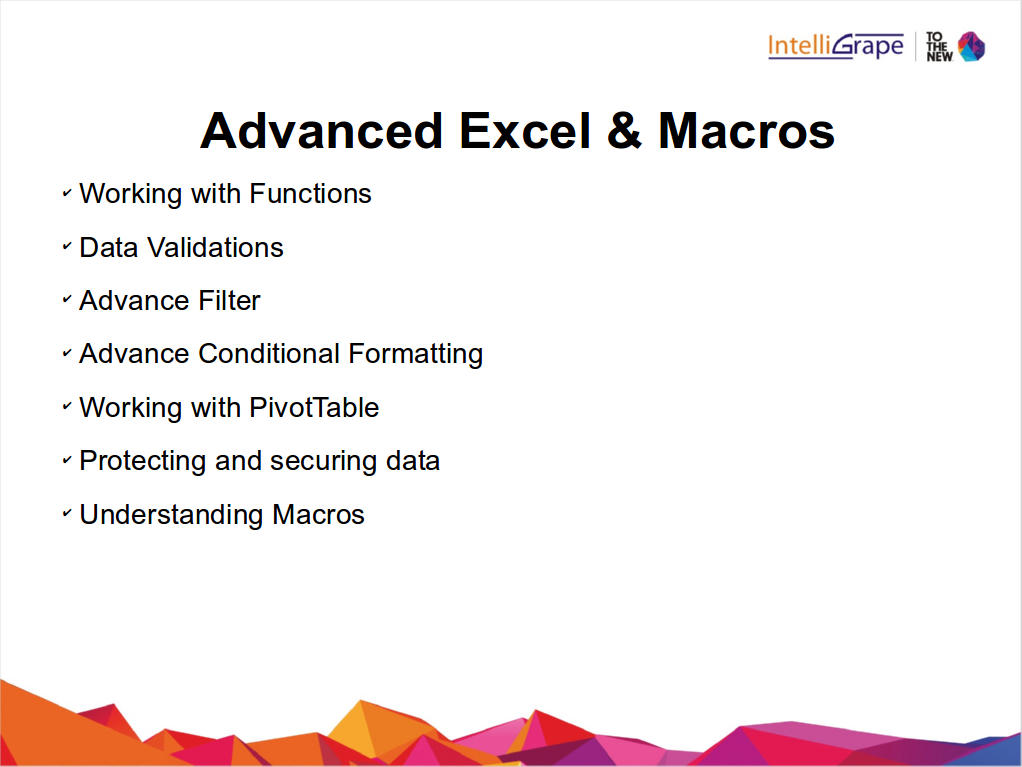 IntelliGrape
TO
THE
NEW
Advanced Excel & Macros
✔ Working with Functions
✔ Data Validations
✔ Advance Filter
✔ Advance Conditional Formatting
✔ Working with PivotTable
✔ Protecting and securing data
✔ Understanding Macros